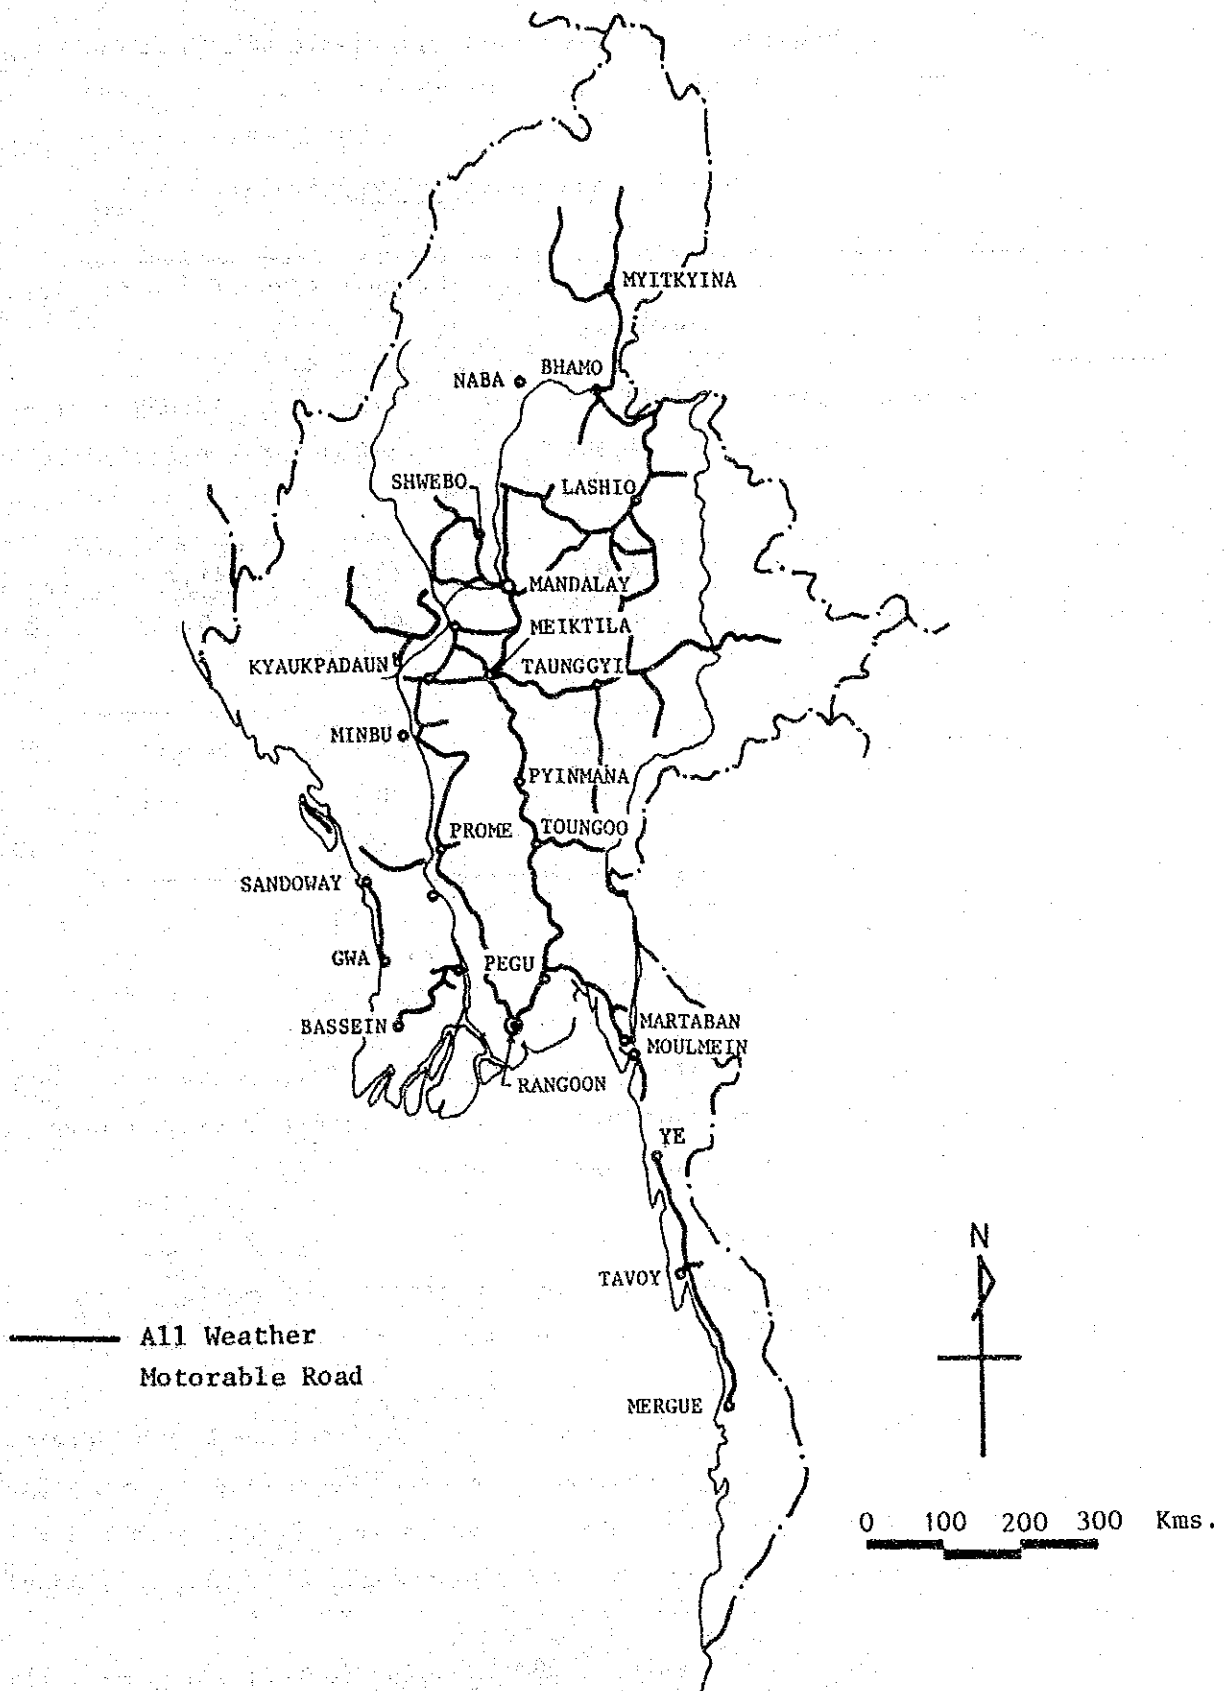 MYITKYINA
BHAMO
NABA
SHWEBO
LASHIO
MANDALAY
MEIKTILA
KYAUKPADAUN
TAUNGGYI
MINBU
PYINMANA
PROME
TOUNGOO
SANDOWAY
GWA
PEGU
BASSEIN
MARTABAN
MOULMEIN
RANGOON
YE
N
TAVOY
All Weather
Motorable Road
MERGUE
0 100 200 300 Kms.